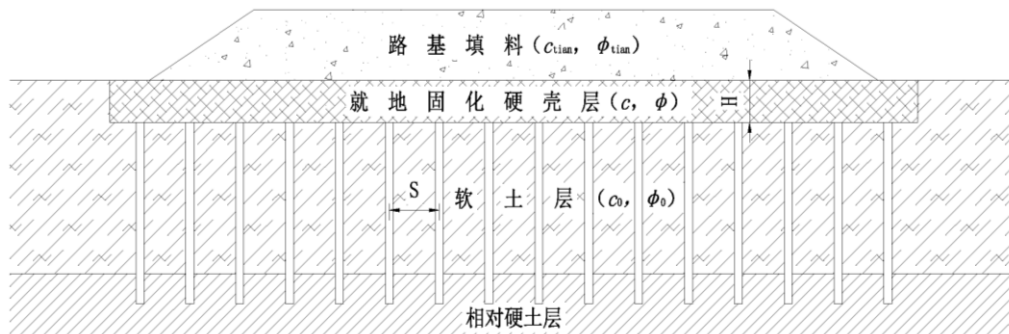 路基填料(c_tian, ϕ_tian)
就地固化硬壳层(c, ϕ)
H
S
软土层(c₀, ϕ₀)
相对硬土层